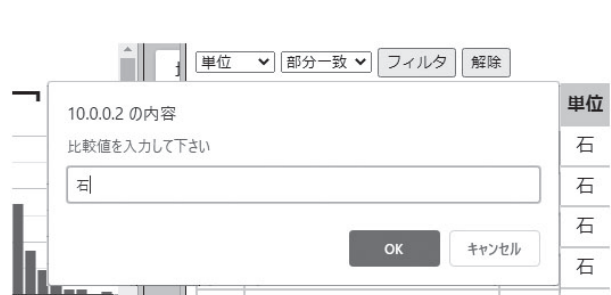 単位 部分一致 フィルタ 解除
10.0.0.2 の内容
比較値を入力して下さい
石
OK キャンセル
単位
石
石
石
石